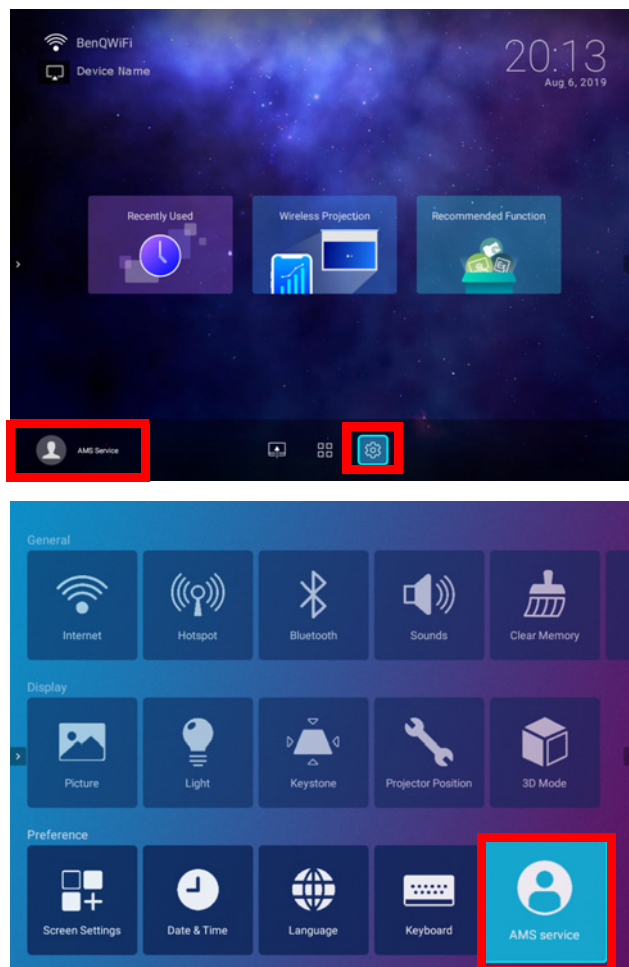 BenQWiFi
Device Name
20:13
Aug 6, 2019
Recently Used
Wireless Projection
Recommended Function
AMS Service
General
Internet
Hotspot
Bluetooth
Sounds
Clear Memory
Display
Picture
Light
Keystone
Projector Position
3D Mode
Preference
Screen Settings
Date & Time
Language
Keyboard
AMS service